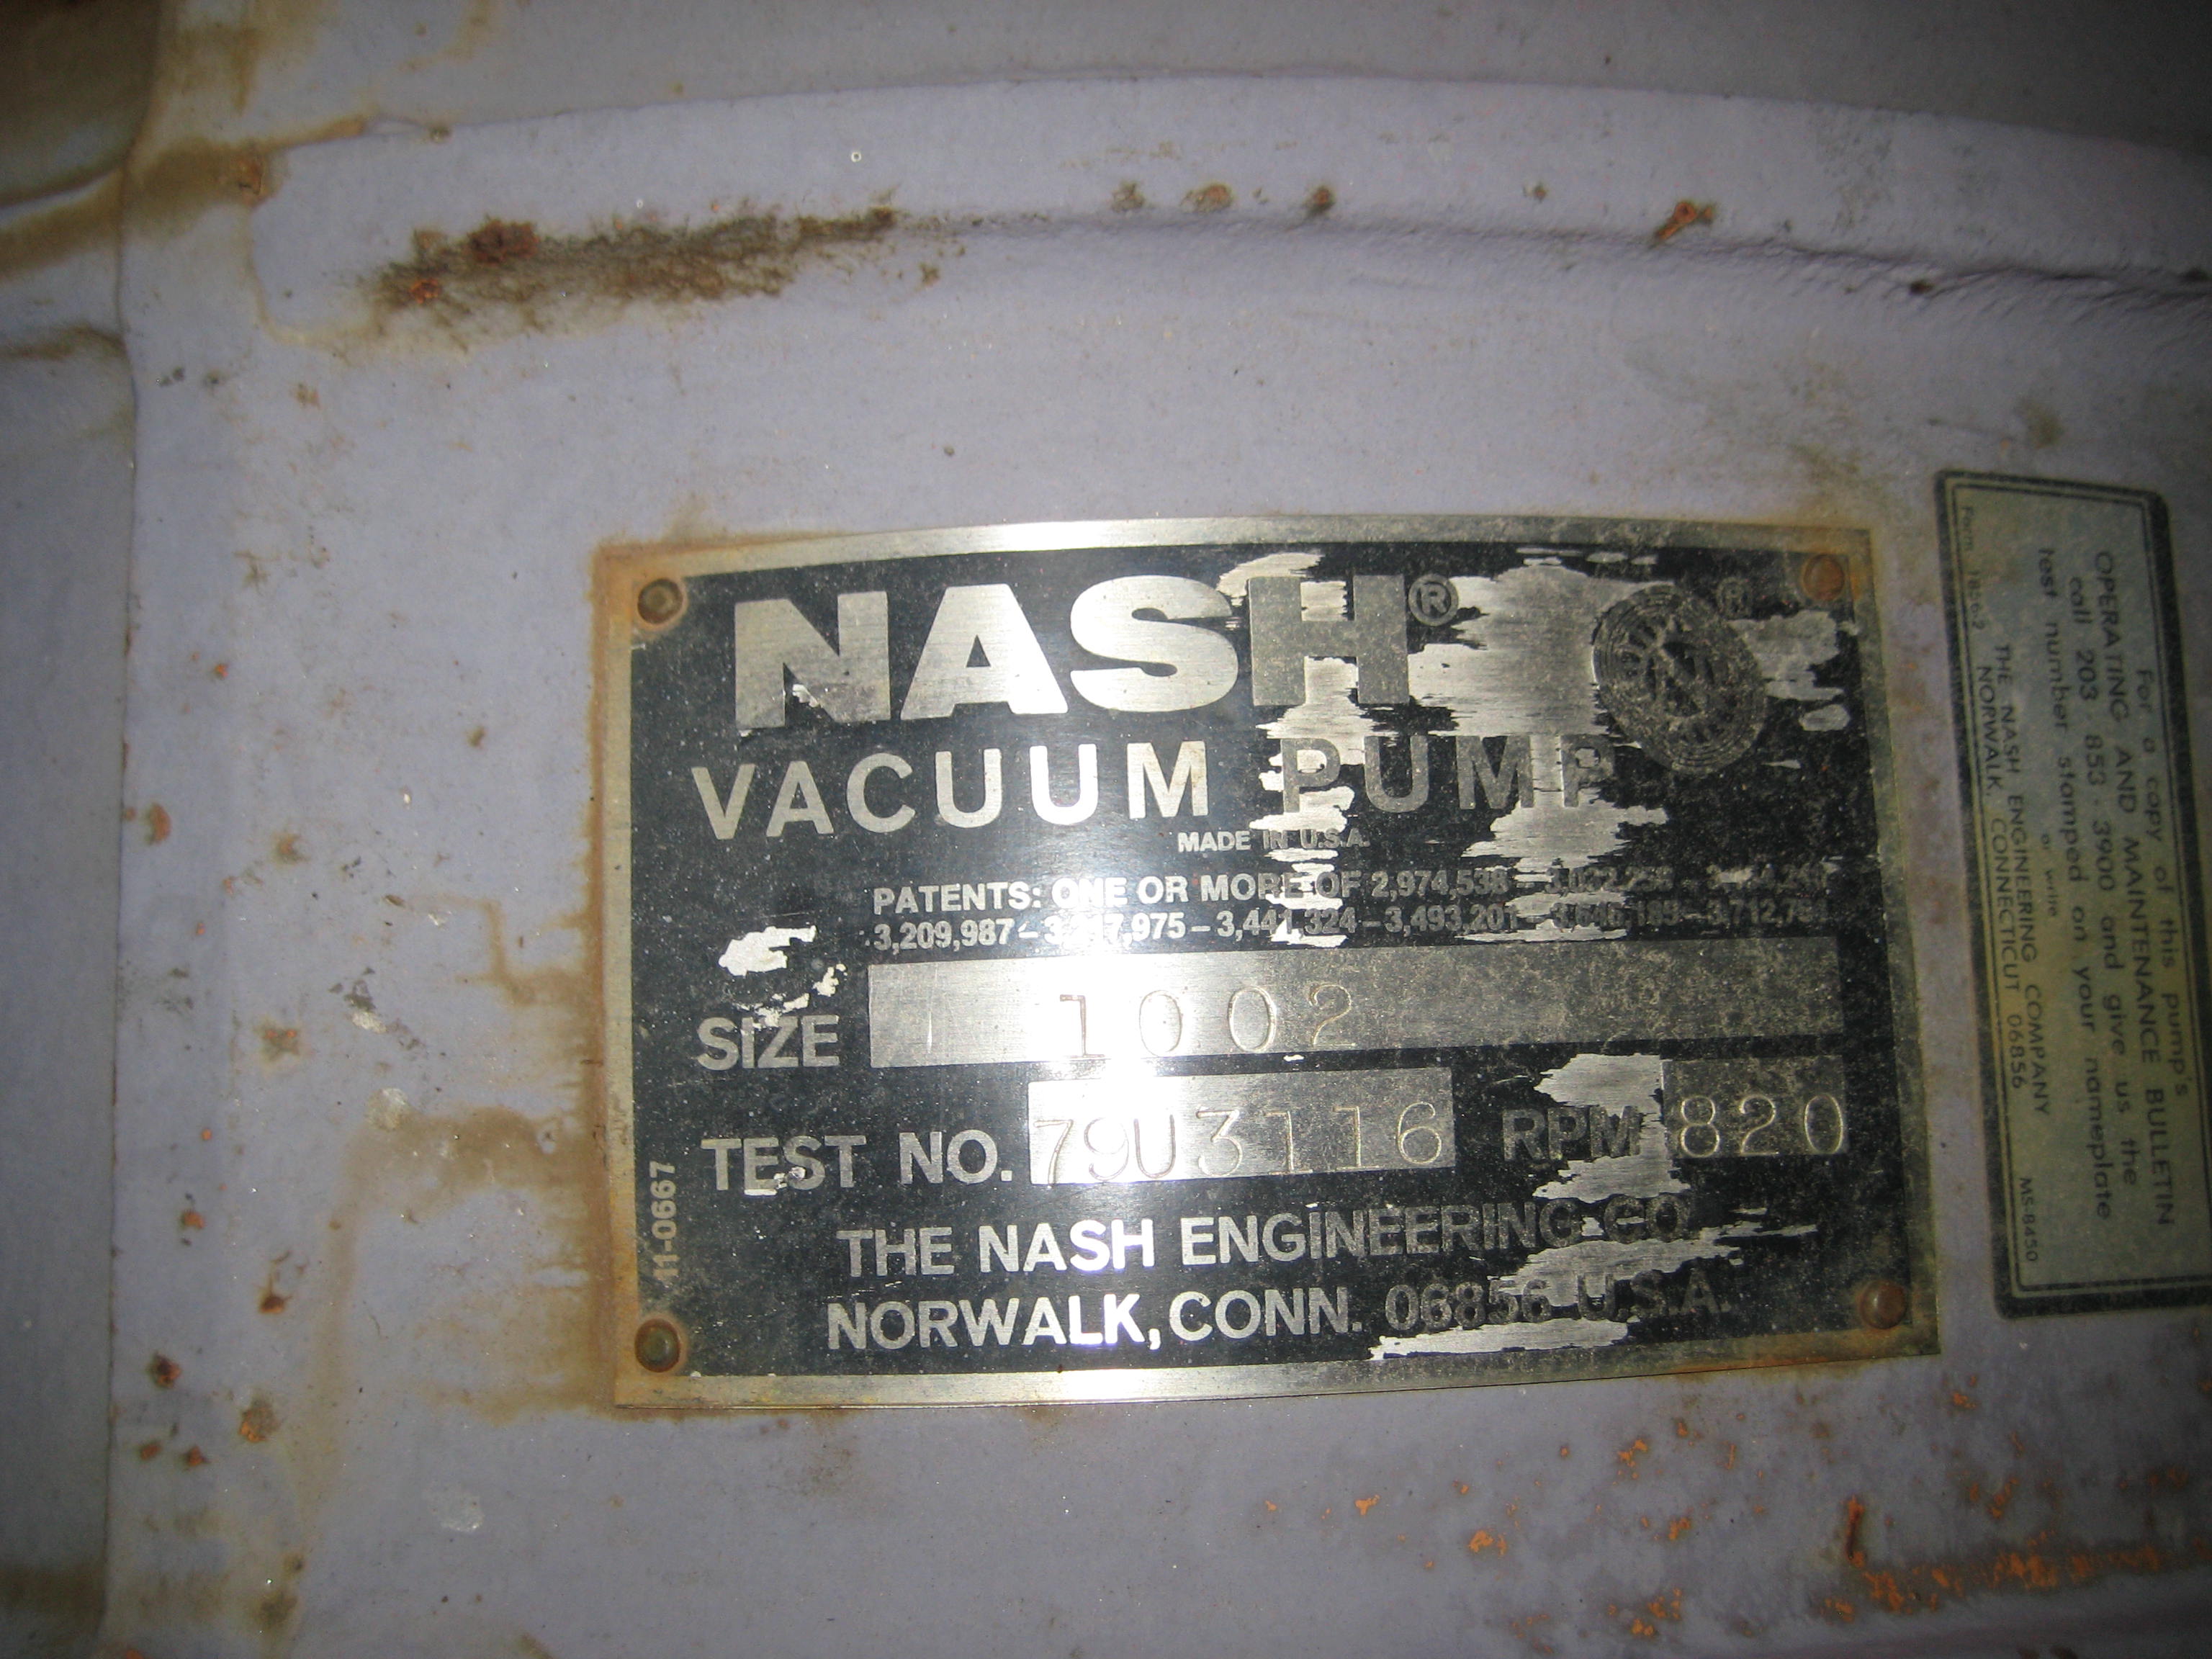 NASH®
®
VACUUM PUMP
MADE IN U.S.A.
PATENTS: ONE OR MORE OF 2,974,538 –
3,209,987 – 975 – 3,441,324 – 3,493,201 –
SIZE 1002
TEST NO. 79U3116 RPM 820
THE NASH ENGINEERING CO.
NORWALK, CONN. 06856 U.S.A.
11-0667
For a copy of this pump's
OPERATING AND MAINTENANCE BULLETIN
call 203 - 853 - 3900 and give us the
test number stamped on your nameplate
or write
THE NASH ENGINEERING COMPANY
NORWALK, CONNECTICUT 06856
Form MS-8450